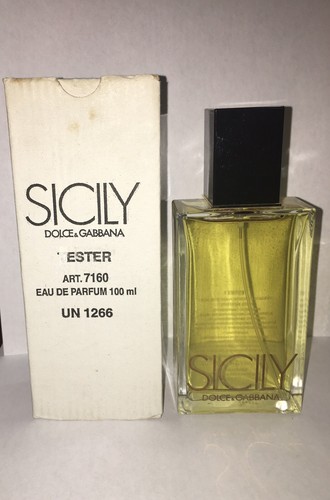 SICILY
DOLCE & GABBANA
ESTER
ART. 7160
EAU DE PARFUM 100 ml
UN 1266
SICILY
DOLCE & GABBANA